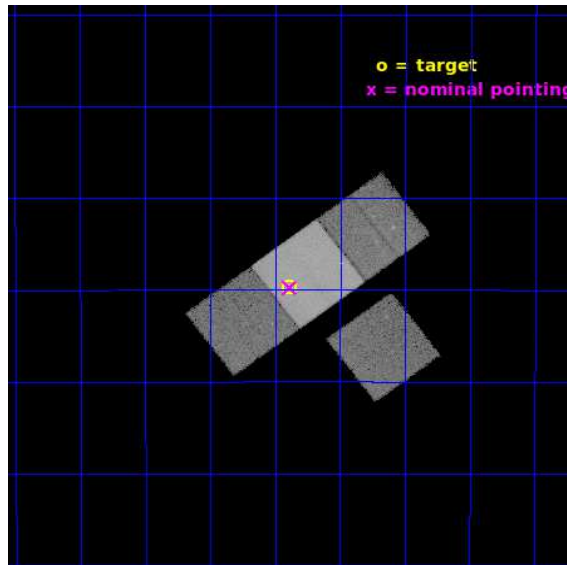 o = target
x = nominal pointing